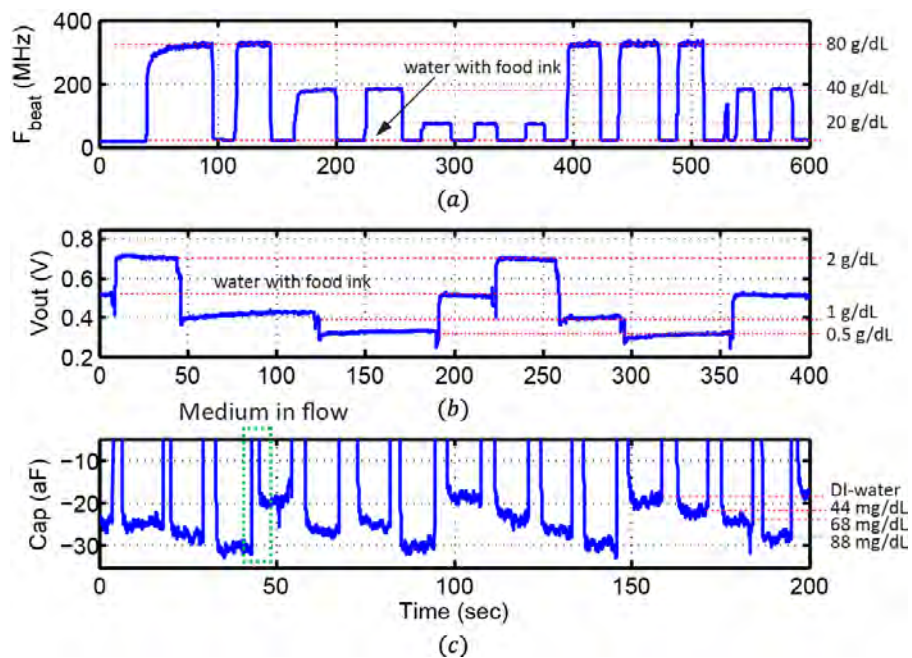 400
80 g/dL
F_beat (MHz)
water with food ink
200
40 g/dL
20 g/dL
0
0 100 200 300 400 500 600
(a)
0.8
2 g/dL
Vout (V)
0.6
water with food ink
0.4
1 g/dL
0.5 g/dL
0.2
0 50 100 150 200 250 300 350 400
Medium in flow
(b)
Cap (aF)
−10
−20
−30
DI-water
44 mg/dL
68 mg/dL
88 mg/dL
0 50 100 150 200
Time (sec)
(c)